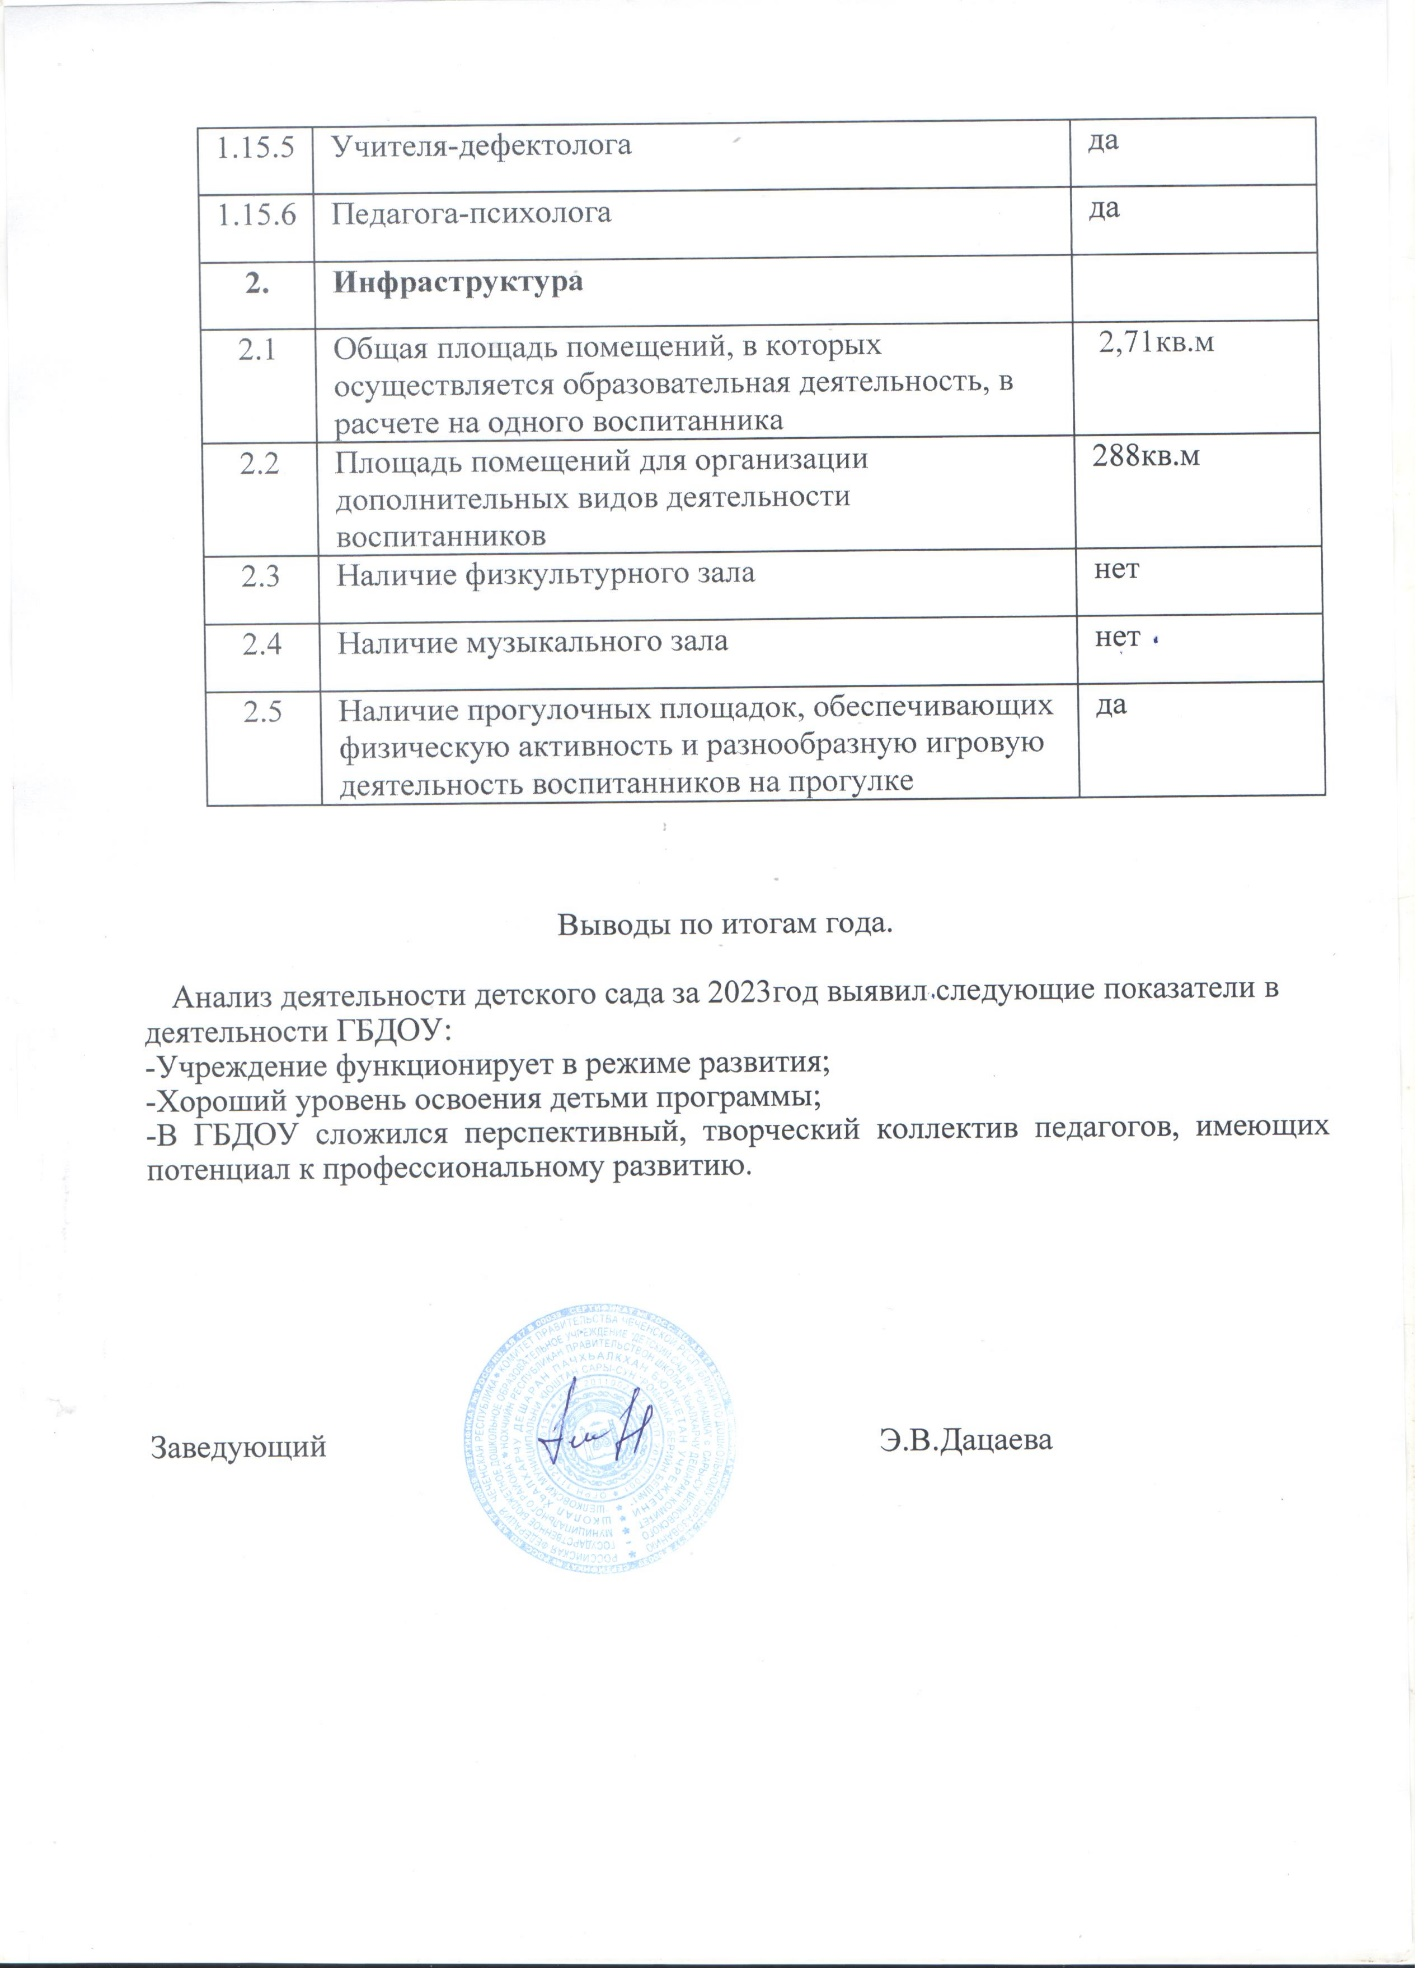 1.15.5 Учителя-дефектолога да
1.15.6 Педагога-психолога да
2. Инфраструктура
2.1 Общая площадь помещений, в которых 2,71кв.м
осуществляется образовательная деятельность, в
расчете на одного воспитанника
2.2 Площадь помещений для организации 288кв.м
дополнительных видов деятельности
воспитанников
2.3 Наличие физкультурного зала нет
2.4 Наличие музыкального зала нет
2.5 Наличие прогулочных площадок, обеспечивающих да
физическую активность и разнообразную игровую
деятельность воспитанников на прогулке
Выводы по итогам года.
Анализ деятельности детского сада за 2023год выявил следующие показатели в
деятельности ГБДОУ:
-Учреждение функционирует в режиме развития;
-Хороший уровень освоения детьми программы;
-В ГБДОУ сложился перспективный, творческий коллектив педагогов, имеющих
потенциал к профессиональному развитию.
Заведующий Э.В.Дацаева